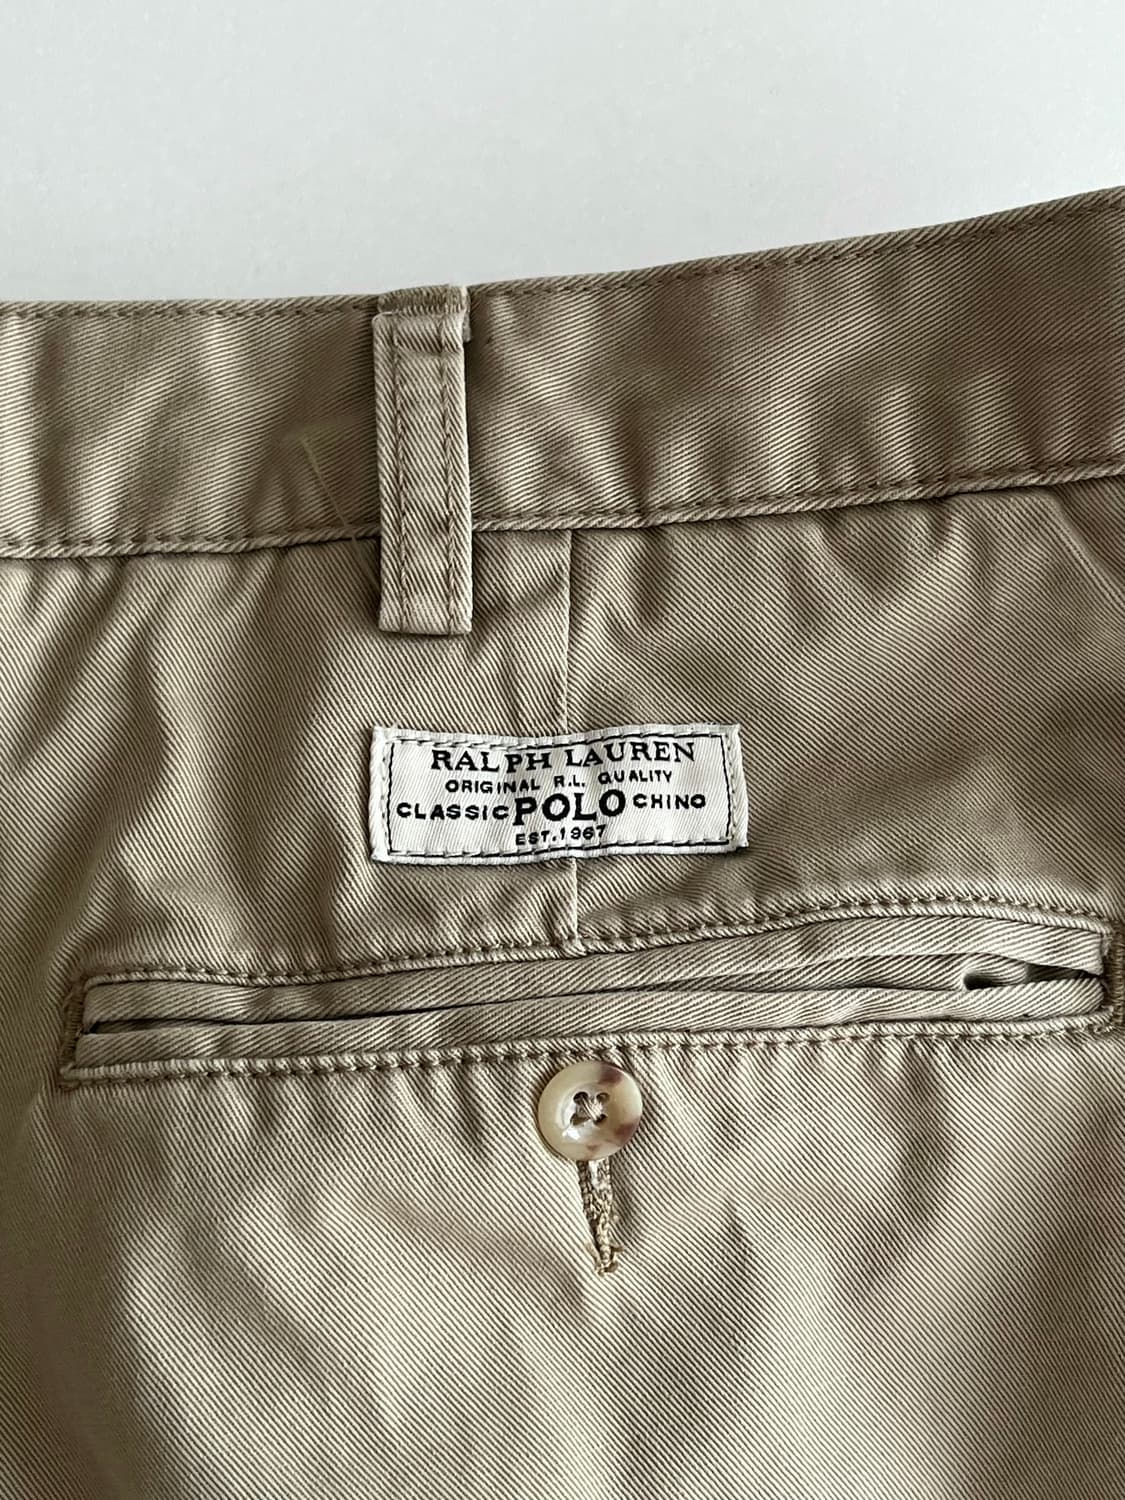 RALPH LAUREN
ORIGINAL R.L. QUALITY
CLASSIC POLO CHINO
EST. 1967